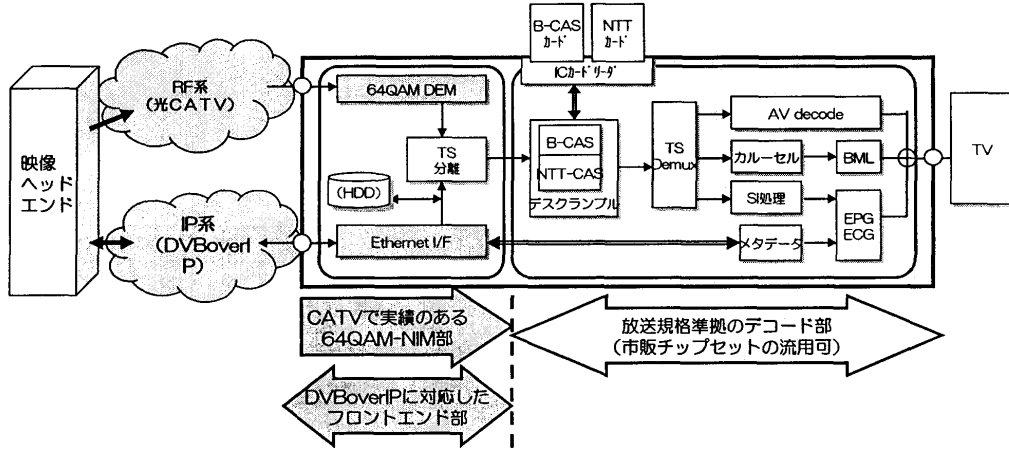 B-CAS
カード
NTT
カード
ICカードリーダ
RF系
(光CATV)
64QAM DEM
AV decode
映像
ヘッド
エンド
TS
分離
B-CAS
NTT-CAS
デスクランブル
TS
Demux
カルーセル
BML
TV
(HDD)
SI処理
IP系
(DVBoverI
P)
Ethernet I/F
メタデータ
EPG
ECG
CATVで実績のある
64QAM-NIM部
放送規格準拠のデコード部
(市販チップセットの流用可)
DVBoverIPに対応した
フロントエンド部